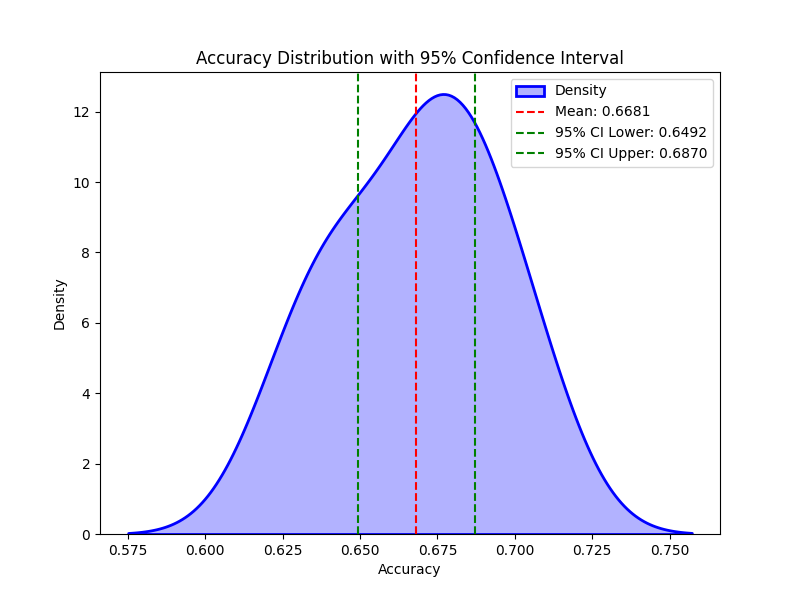 Accuracy Distribution with 95% Confidence Interval
Density
Mean: 0.6681
95% CI Lower: 0.6492
95% CI Upper: 0.6870
12
10
8
6
4
2
0
Density
0.575 0.600 0.625 0.650 0.675 0.700 0.725 0.750
Accuracy